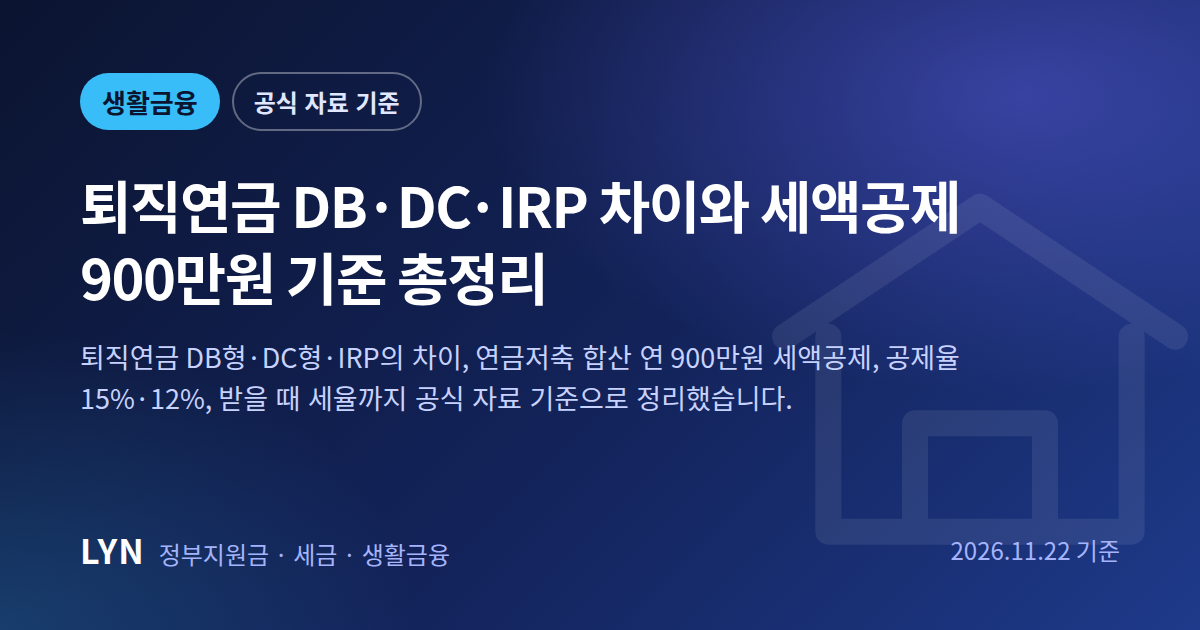 생활금융 공식 자료 기준
퇴직연금 DB·DC·IRP 차이와 세액공제
900만원 기준 총정리
퇴직연금 DB형·DC형·IRP의 차이, 연금저축 합산 연 900만원 세액공제, 공제율
15%·12%, 받을 때 세율까지 공식 자료 기준으로 정리했습니다.
LYN 정부지원금 · 세금 · 생활금융
2026.11.22 기준